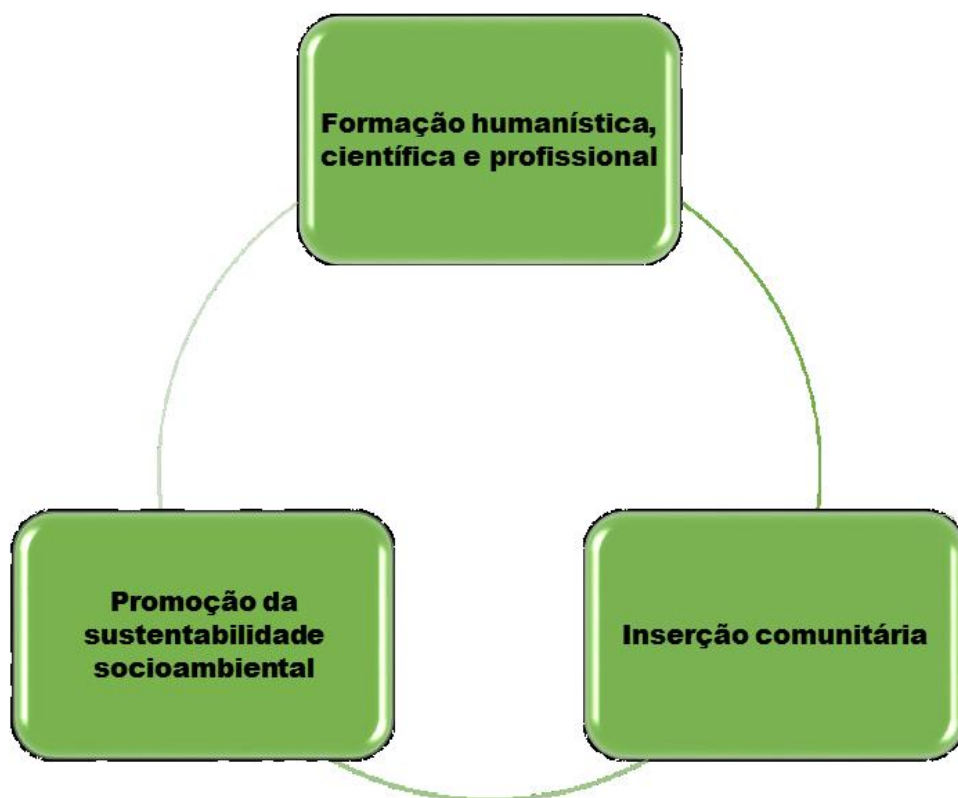 Formação humanística,
científica e profissional
Promoção da
sustentabilidade
socioambiental
Inserção comunitária